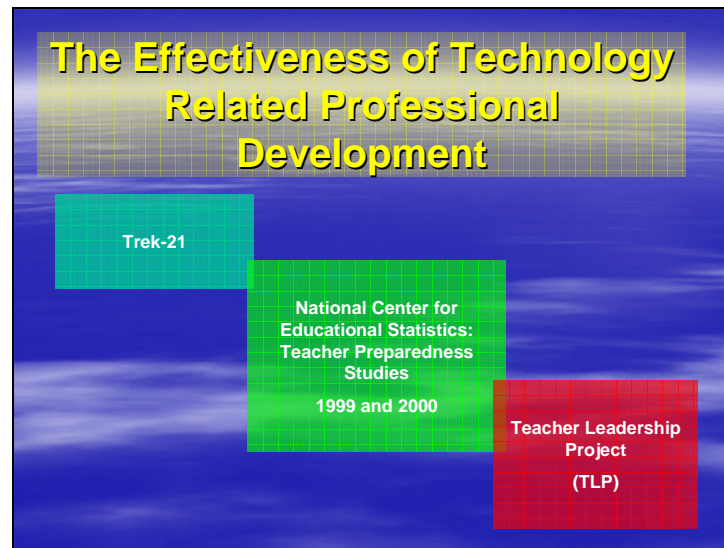 The Effectiveness of Technology
Related Professional
Development
Trek-21
National Center for
Educational Statistics:
Teacher Preparedness
Studies
1999 and 2000
Teacher Leadership
Project
(TLP)